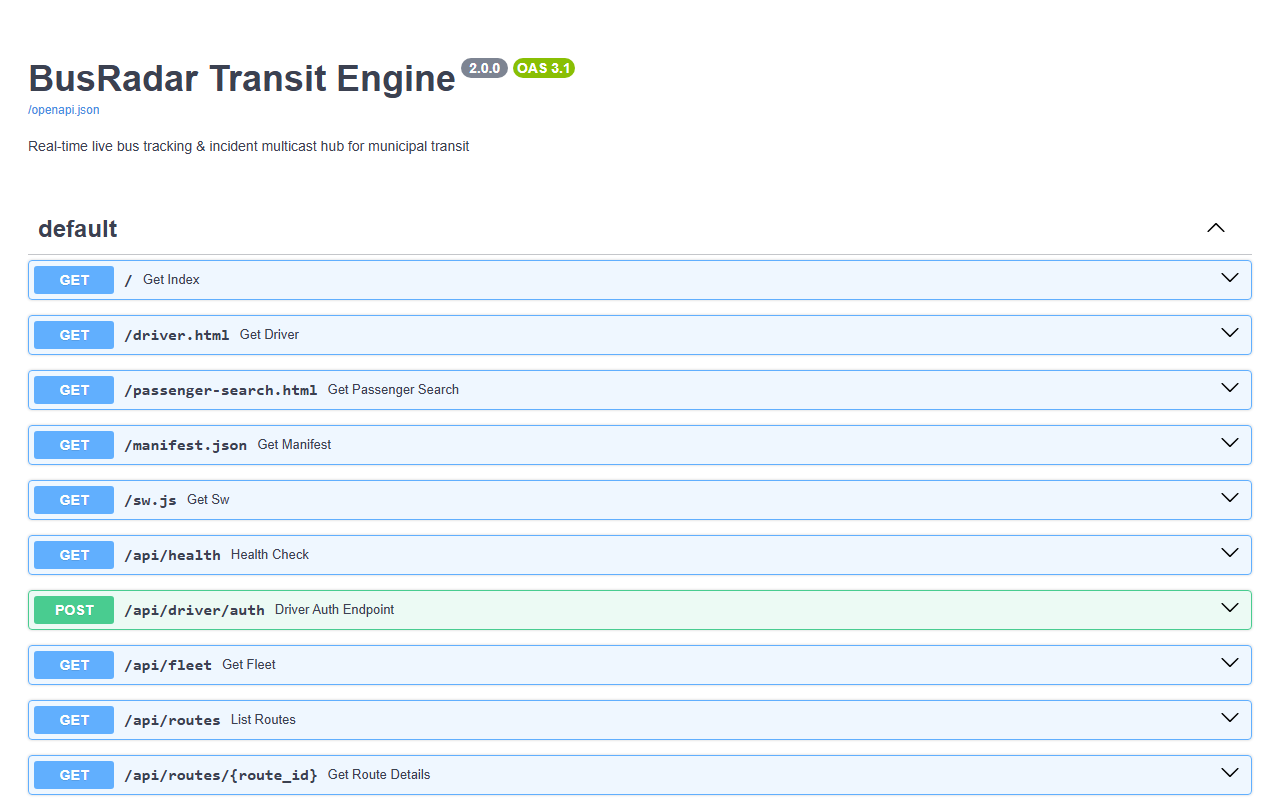 BusRadar Transit Engine 2.0.0 OAS 3.1
/openapi.json
Real-time live bus tracking & incident multicast hub for municipal transit
default
GET / Get Index
GET /driver.html Get Driver
GET /passenger-search.html Get Passenger Search
GET /manifest.json Get Manifest
GET /sw.js Get Sw
GET /api/health Health Check
POST /api/driver/auth Driver Auth Endpoint
GET /api/fleet Get Fleet
GET /api/routes List Routes
GET /api/routes/{route_id} Get Route Details